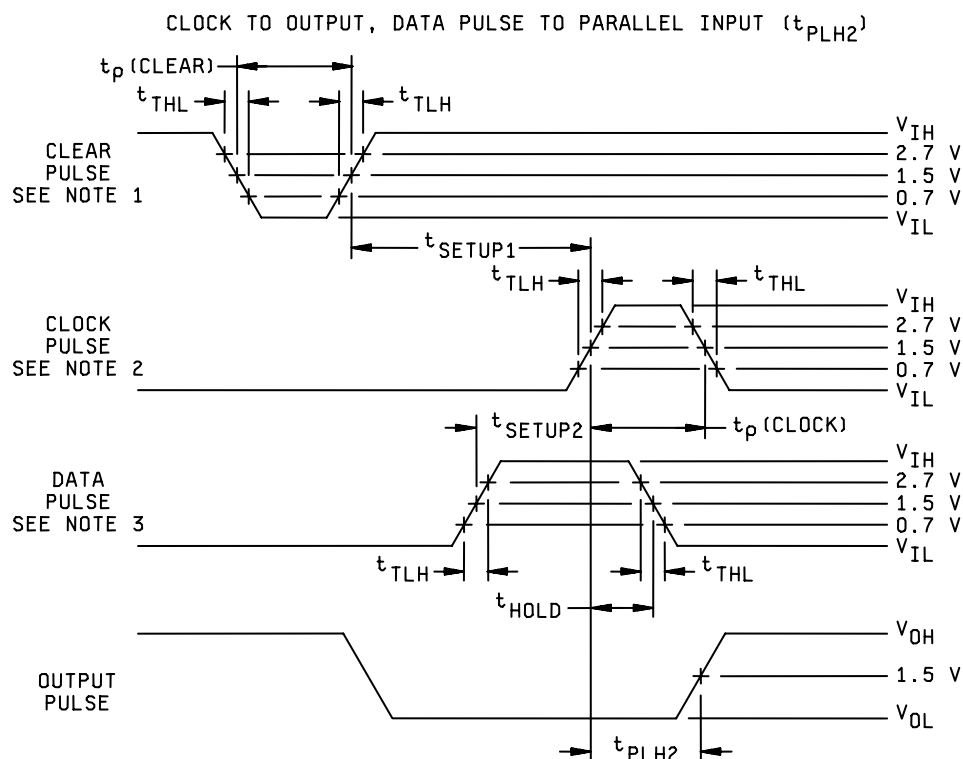 CLOCK TO OUTPUT, DATA PULSE TO PARALLEL INPUT (tPLH2)
tp(CLEAR)
tTHL
tTLH
CLEAR
PULSE
SEE NOTE 1
VIH
2.7 V
1.5 V
0.7 V
VIL
tSETUP1
tTLH
tTHL
CLOCK
PULSE
SEE NOTE 2
VIH
2.7 V
1.5 V
0.7 V
VIL
tSETUP2
tp(CLOCK)
DATA
PULSE
SEE NOTE 3
VIH
2.7 V
1.5 V
0.7 V
VIL
tTLH
tTHL
tHOLD
OUTPUT
PULSE
VOH
1.5 V
VOL
tPLH2